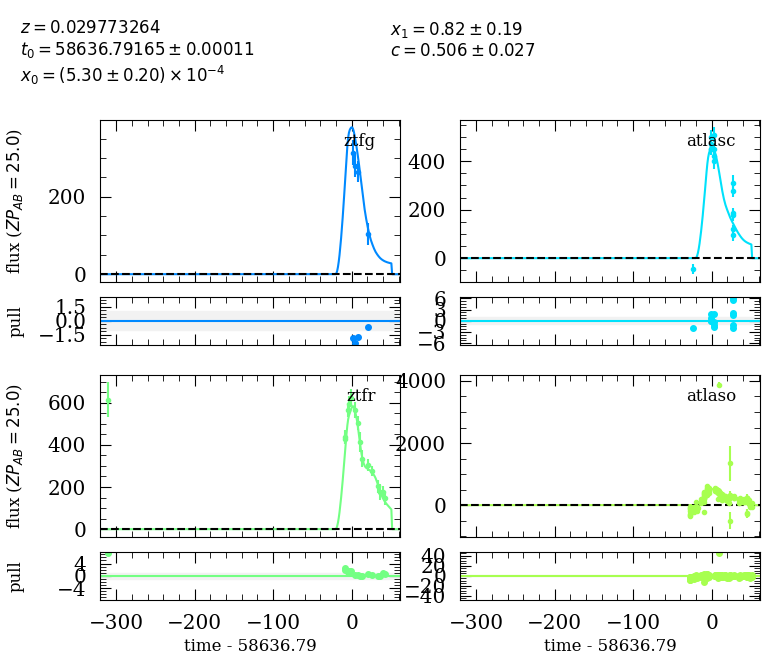 z = 0.029773264
t0 = 58636.79165 ± 0.00011
x0 = (5.30 ± 0.20) × 10^−4
x1 = 0.82 ± 0.19
c = 0.506 ± 0.027
flux (ZP_AB = 25.0)
200
0
ztfg
400
200
0
atlasc
pull
1.5
0.0
−1.5
6
3
0
−3
−6
flux (ZP_AB = 25.0)
600
400
200
0
ztfr
4000
2000
0
atlaso
pull
4
0
−4
40
20
0
−20
−40
−300
−200
−100
0
−300
−200
−100
0
time - 58636.79
time - 58636.79